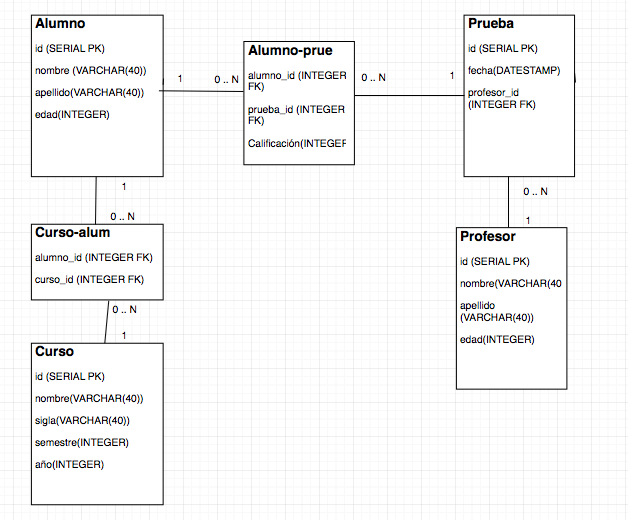 Alumno
id (SERIAL PK)
nombre (VARCHAR(40))
apellido(VARCHAR(40))
edad(INTEGER)
1
0 .. N
Alumno-prue
alumno_id (INTEGER
FK)
prueba_id (INTEGER
FK)
Calificación(INTEGEF
0 .. N
1
Prueba
id (SERIAL PK)
fecha(DATESTAMP)
profesor_id
(INTEGER FK)
1
0 .. N
Curso-alum
alumno_id (INTEGER FK)
curso_id (INTEGER FK)
0 .. N
1
Curso
id (SERIAL PK)
nombre(VARCHAR(40))
sigla(VARCHAR(40))
semestre(INTEGER)
año(INTEGER)
0 .. N
1
Profesor
id (SERIAL PK)
nombre(VARCHAR(40
apellido
(VARCHAR(40))
edad(INTEGER)